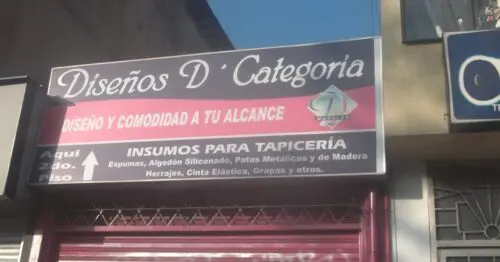 Diseños D' Categoria
DISEÑO Y COMODIDAD A TU ALCANCE
INSUMOS PARA TAPICERÍA
Espumas, Algodón Siliconado, Patas Metálicas y de Madera
Herrajes, Cinta Elástica, Grapas y otros.
Aqui
2do.
Piso